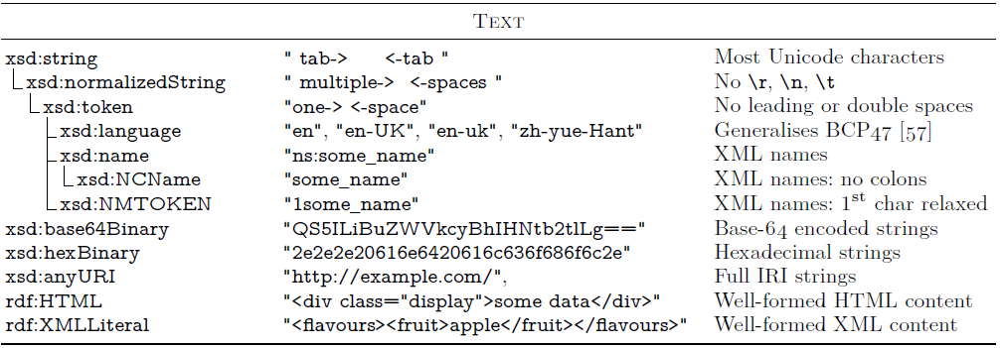 TEXT
xsd:string " tab-> <-tab " Most Unicode characters
xsd:normalizedString " multiple-> <-spaces " No \r, \n, \t
xsd:token "one-> <-space" No leading or double spaces
xsd:language "en", "en-UK", "en-uk", "zh-yue-Hant" Generalises BCP47 [57]
xsd:name "ns:some_name" XML names
xsd:NCName "some_name" XML names: no colons
xsd:NMTOKEN "1some_name" XML names: 1st char relaxed
xsd:base64Binary "QS5ILiBuZWVkcyBhIHNtb2tlLg==" Base-64 encoded strings
xsd:hexBinary "2e2e2e20616e6420616c636f686f6c2e" Hexadecimal strings
xsd:anyURI "http://example.com/", Full IRI strings
rdf:HTML "<div class="display">some data</div>" Well-formed HTML content
rdf:XMLLiteral "<flavours><fruit>apple</fruit></flavours>" Well-formed XML content